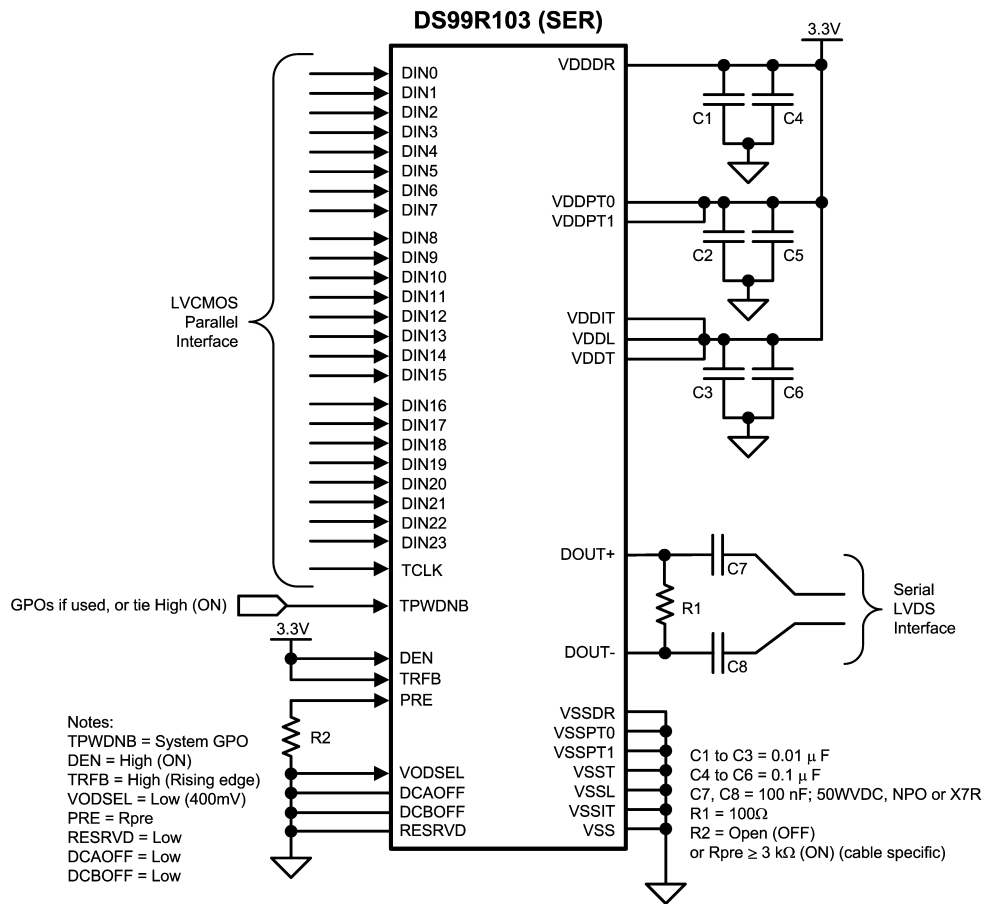 DS99R103 (SER)
3.3V
DIN0
DIN1
DIN2
DIN3
DIN4
DIN5
DIN6
DIN7
DIN8
DIN9
DIN10
DIN11
DIN12
DIN13
DIN14
DIN15
DIN16
DIN17
DIN18
DIN19
DIN20
DIN21
DIN22
DIN23
TCLK
LVCMOS
Parallel
Interface
GPOs if used, or tie High (ON)
TPWDNB
3.3V
DEN
TRFB
PRE
R2
VODSEL
DCAOFF
DCBOFF
RESRVD
Notes:
TPWDNB = System GPO
DEN = High (ON)
TRFB = High (Rising edge)
VODSEL = Low (400mV)
PRE = Rpre
RESRVD = Low
DCAOFF = Low
DCBOFF = Low
VDDDR
C1
C4
VDDPT0
VDDPT1
C2
C5
VDDIT
VDDL
VDDT
C3
C6
DOUT+
C7
R1
DOUT-
C8
Serial
LVDS
Interface
VSSDR
VSSPT0
VSSPT1
VSST
VSSL
VSSIT
VSS
C1 to C3 = 0.01 μ F
C4 to C6 = 0.1 μ F
C7, C8 = 100 nF; 50WVDC, NPO or X7R
R1 = 100Ω
R2 = Open (OFF)
or Rpre ≥ 3 kΩ (ON) (cable specific)